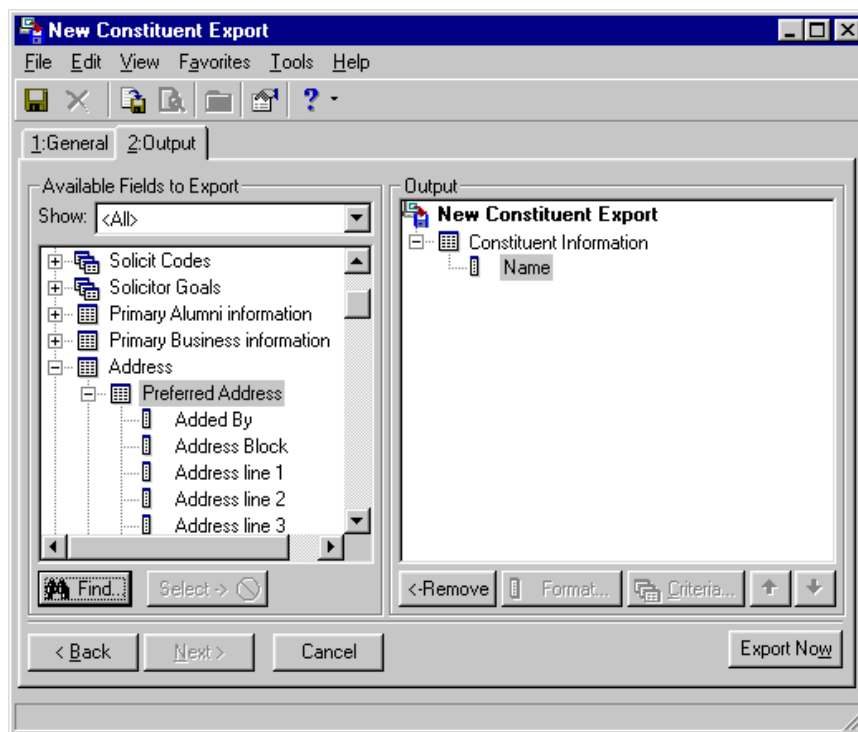 New Constituent Export
File Edit View Favorites Tools Help
?
1:General 2:Output
Available Fields to Export
Show: <All>
Solicit Codes
Solicitor Goals
Primary Alumni information
Primary Business information
Address
Preferred Address
Added By
Address Block
Address line 1
Address line 2
Address line 3
Find... Select ->
Output
New Constituent Export
Constituent Information
Name
<-Remove Format... Criteria...
< Back Next > Cancel Export Now